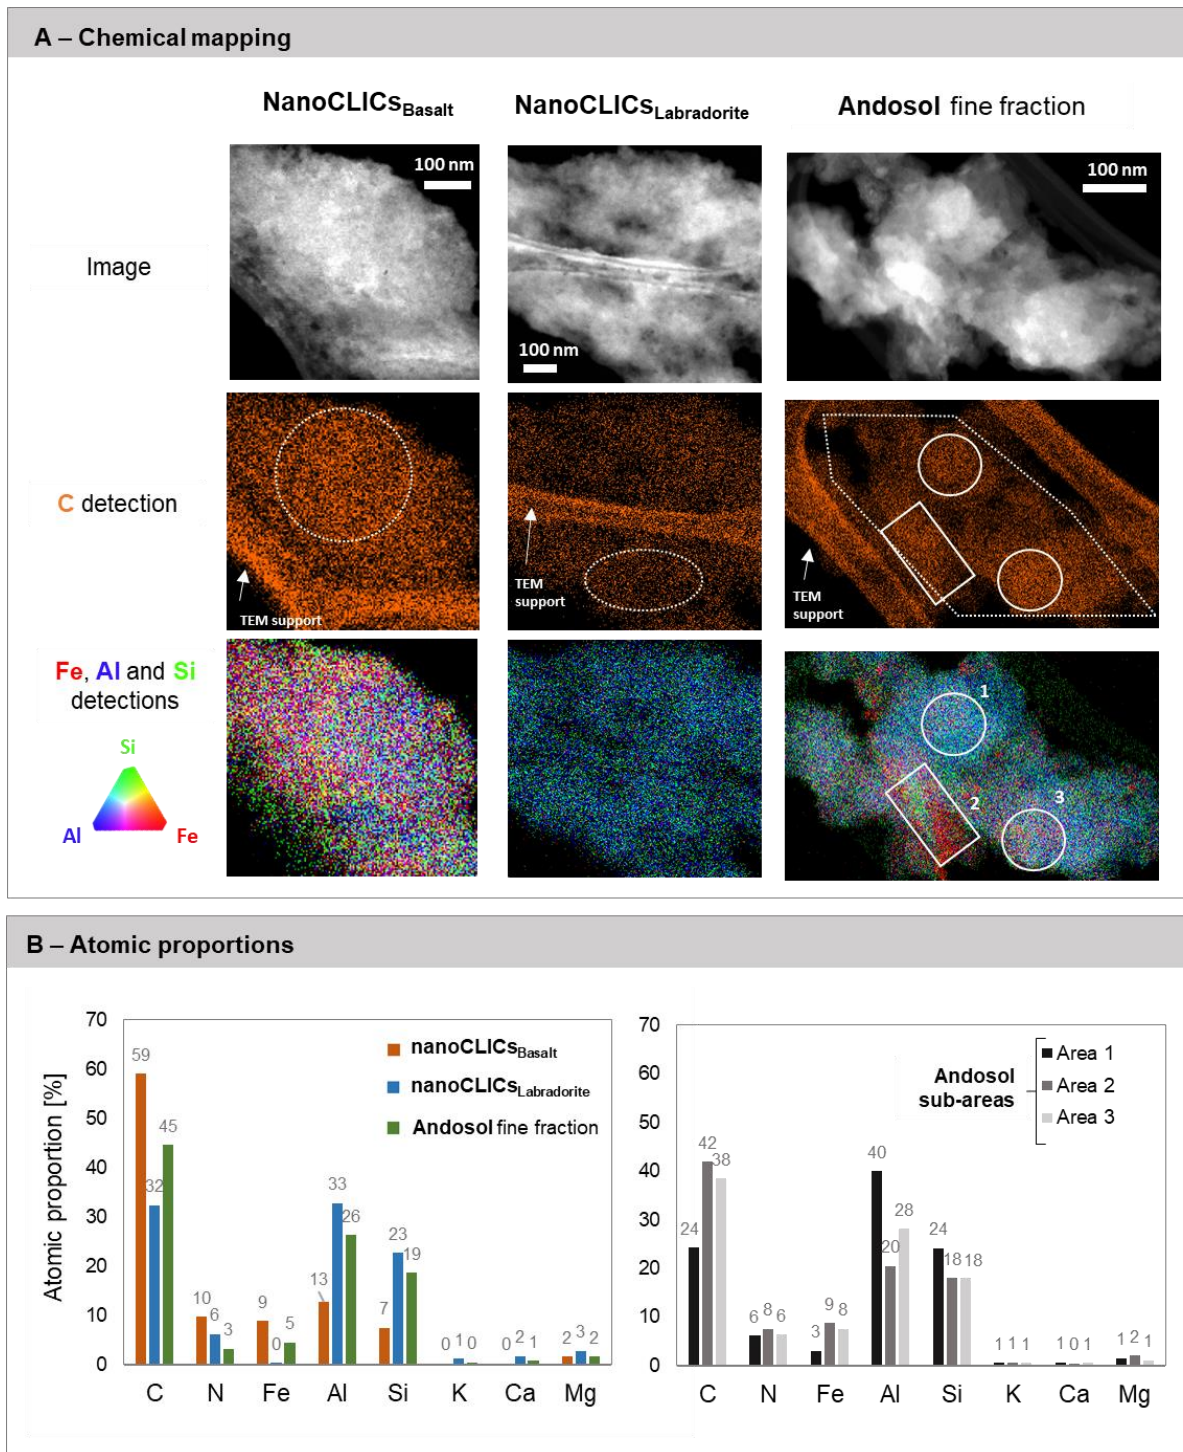 A – Chemical mapping
NanoCLICsBasalt
NanoCLICsLabradorite
Andosol fine fraction
Image
100 nm
100 nm
100 nm
C detection
TEM support
TEM
support
TEM
support
Fe, Al and Si
detections
Si
Al
Fe
1
2
3
B – Atomic proportions
Atomic proportion [%]
70
60
50
40
30
20
10
0
59
32
45
10
6
3
9
0
5
13
33
26
7
23
19
0
1
0
0
2
1
2
3
2
C
N
Fe
Al
Si
K
Ca
Mg
nanoCLICsBasalt
nanoCLICsLabradorite
Andosol fine fraction
70
60
50
40
30
20
10
0
24
42
38
6
8
6
3
9
8
40
20
28
24
18
18
1
1
1
1
0
1
1
2
1
C
N
Fe
Al
Si
K
Ca
Mg
Andosol
sub-areas
Area 1
Area 2
Area 3